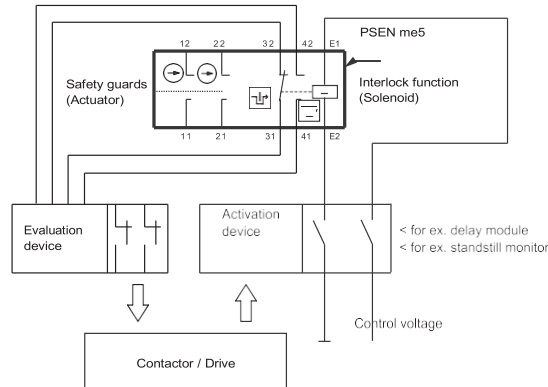 PSEN me5
12 22 32 42 E1
Safety guards
(Actuator)
Interlock function
(Solenoid)
11 21 31 41 E2
Evaluation
device
Activation
device
< for ex. delay module
< for ex. standstill monitor
Control voltage
Contactor / Drive